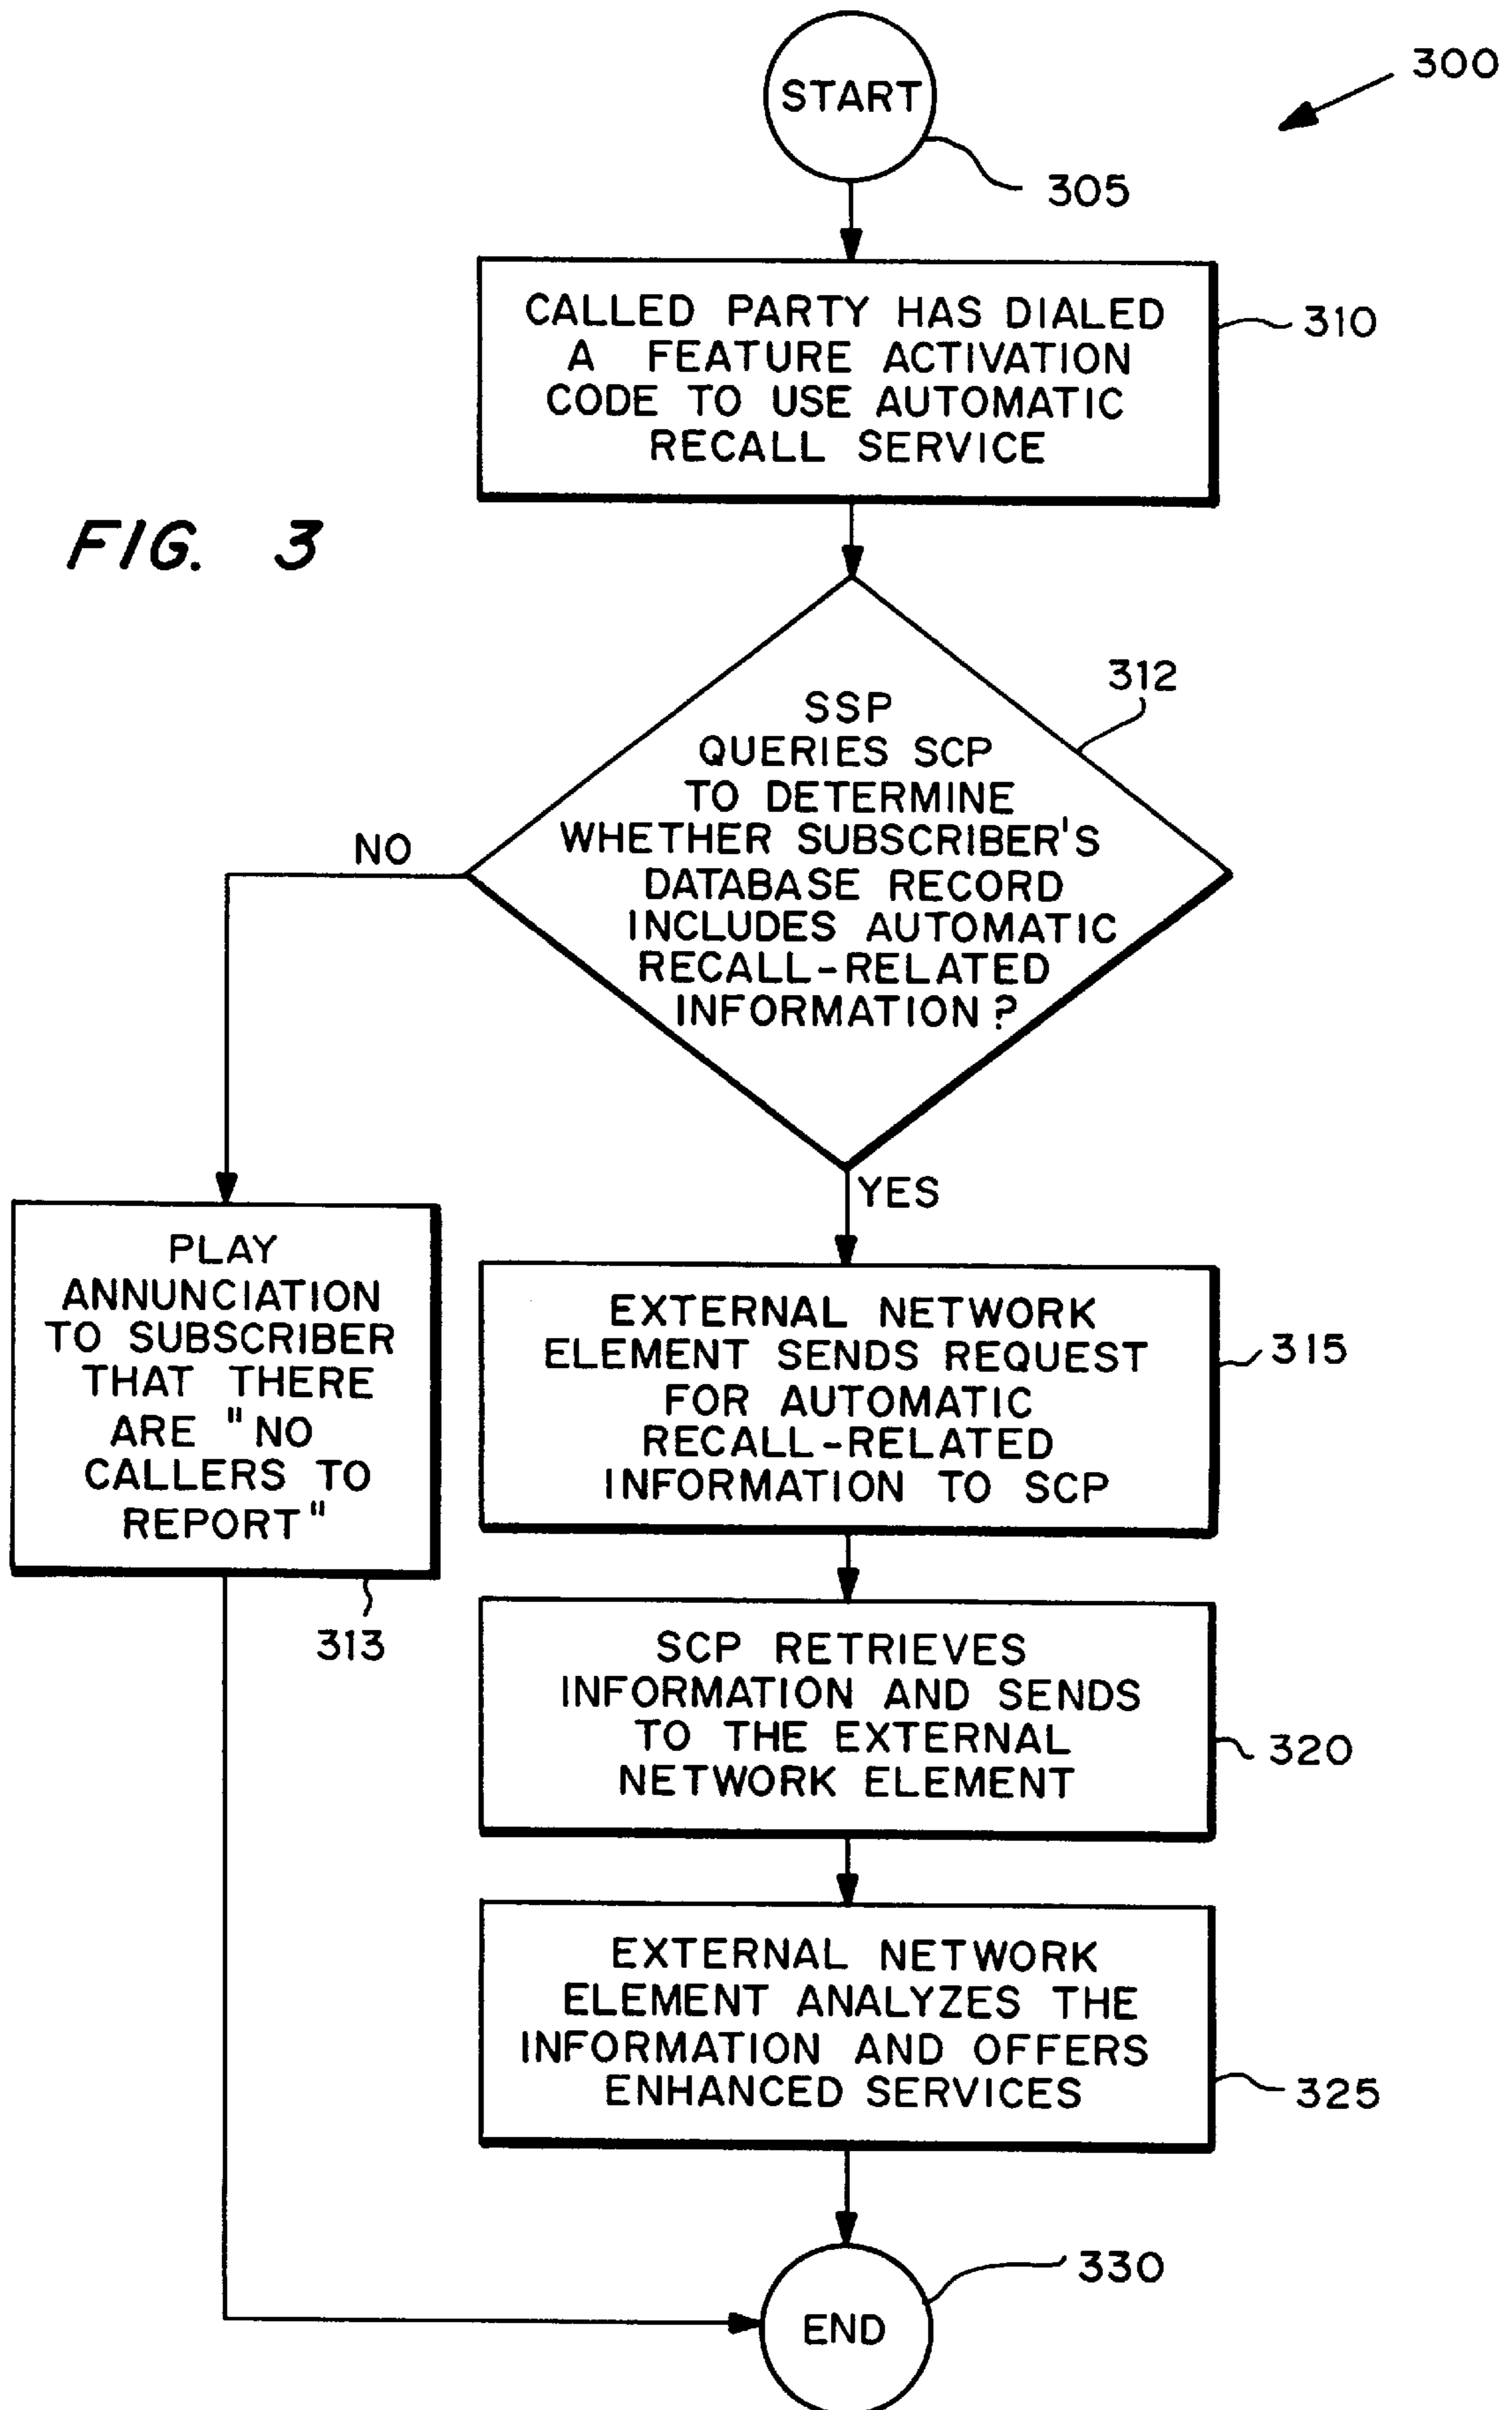 START
300
305
CALLED PARTY HAS DIALED
A FEATURE ACTIVATION
CODE TO USE AUTOMATIC
RECALL SERVICE
310
FIG. 3
312
SSP
QUERIES SCP
TO DETERMINE
WHETHER SUBSCRIBER'S
DATABASE RECORD
INCLUDES AUTOMATIC
RECALL-RELATED
INFORMATION?
NO
YES
PLAY
ANNUNCIATION
TO SUBSCRIBER
THAT THERE
ARE "NO
CALLERS TO
REPORT"
313
EXTERNAL NETWORK
ELEMENT SENDS REQUEST
FOR AUTOMATIC
RECALL-RELATED
INFORMATION TO SCP
315
SCP RETRIEVES
INFORMATION AND SENDS
TO THE EXTERNAL
NETWORK ELEMENT
320
EXTERNAL NETWORK
ELEMENT ANALYZES THE
INFORMATION AND OFFERS
ENHANCED SERVICES
325
330
END